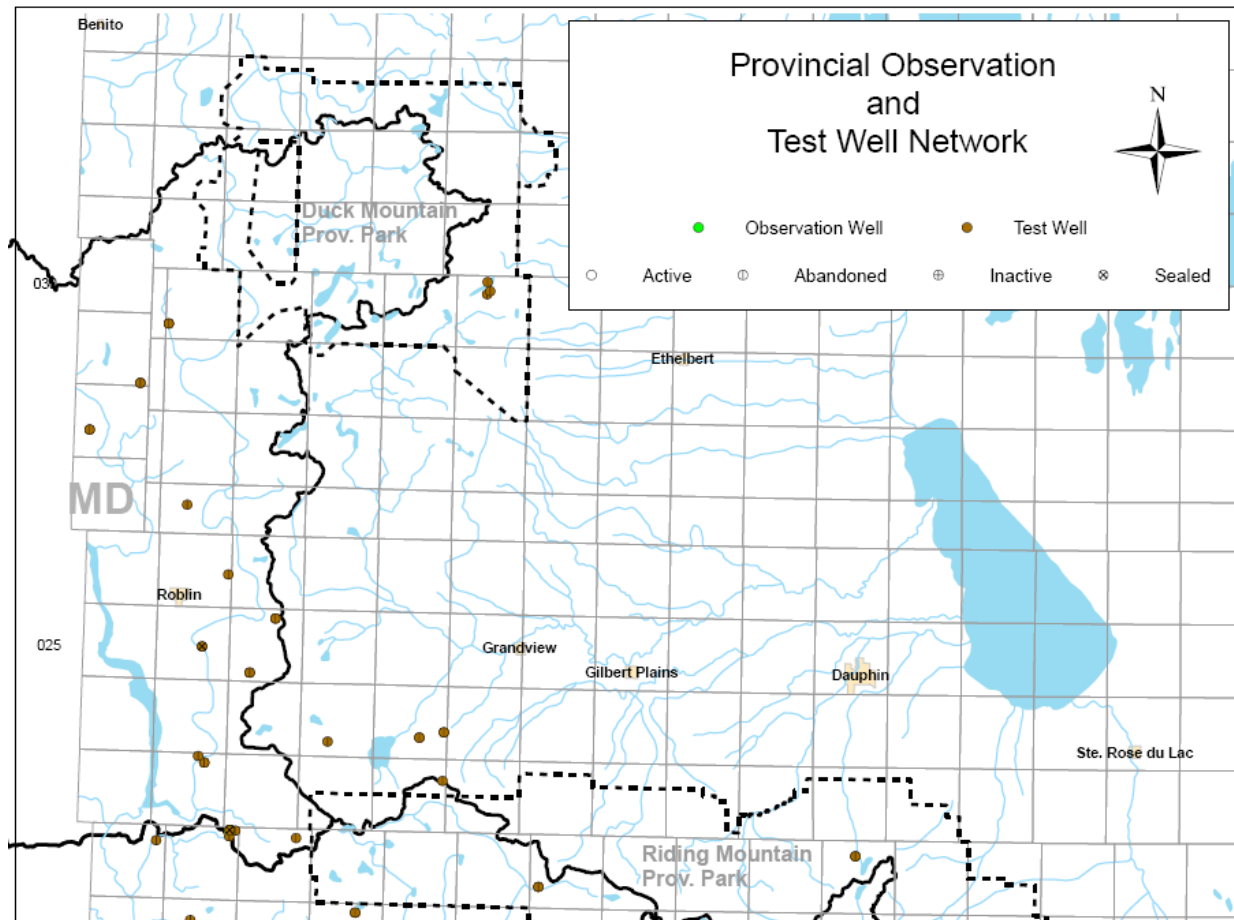 Benito
Provincial Observation
and
Test Well Network
N
Observation Well
Test Well
Active
Abandoned
Inactive
Sealed
Duck Mountain
Prov. Park
Ethelbert
MD
Roblin
025
Grandview
Gilbert Plains
Dauphin
Ste. Rose du Lac
Riding Mountain
Prov. Park